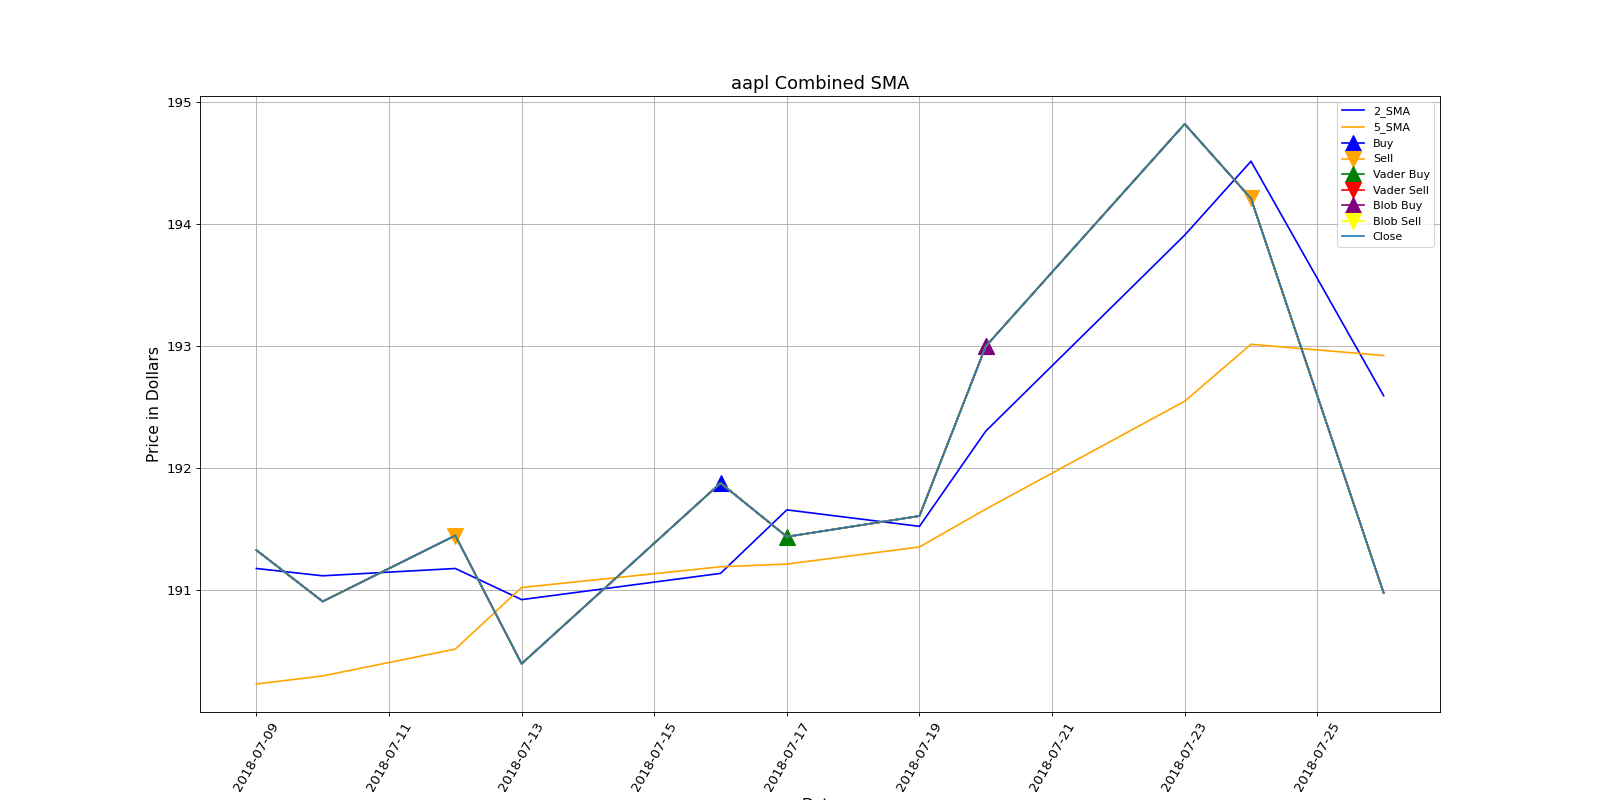 aapl Combined SMA
195
194
193
192
191
Price in Dollars
2_SMA
5_SMA
Buy
Sell
Vader Buy
Vader Sell
Blob Buy
Blob Sell
Close
2018-07-09
2018-07-11
2018-07-13
2018-07-15
2018-07-17
2018-07-19
2018-07-21
2018-07-23
2018-07-25